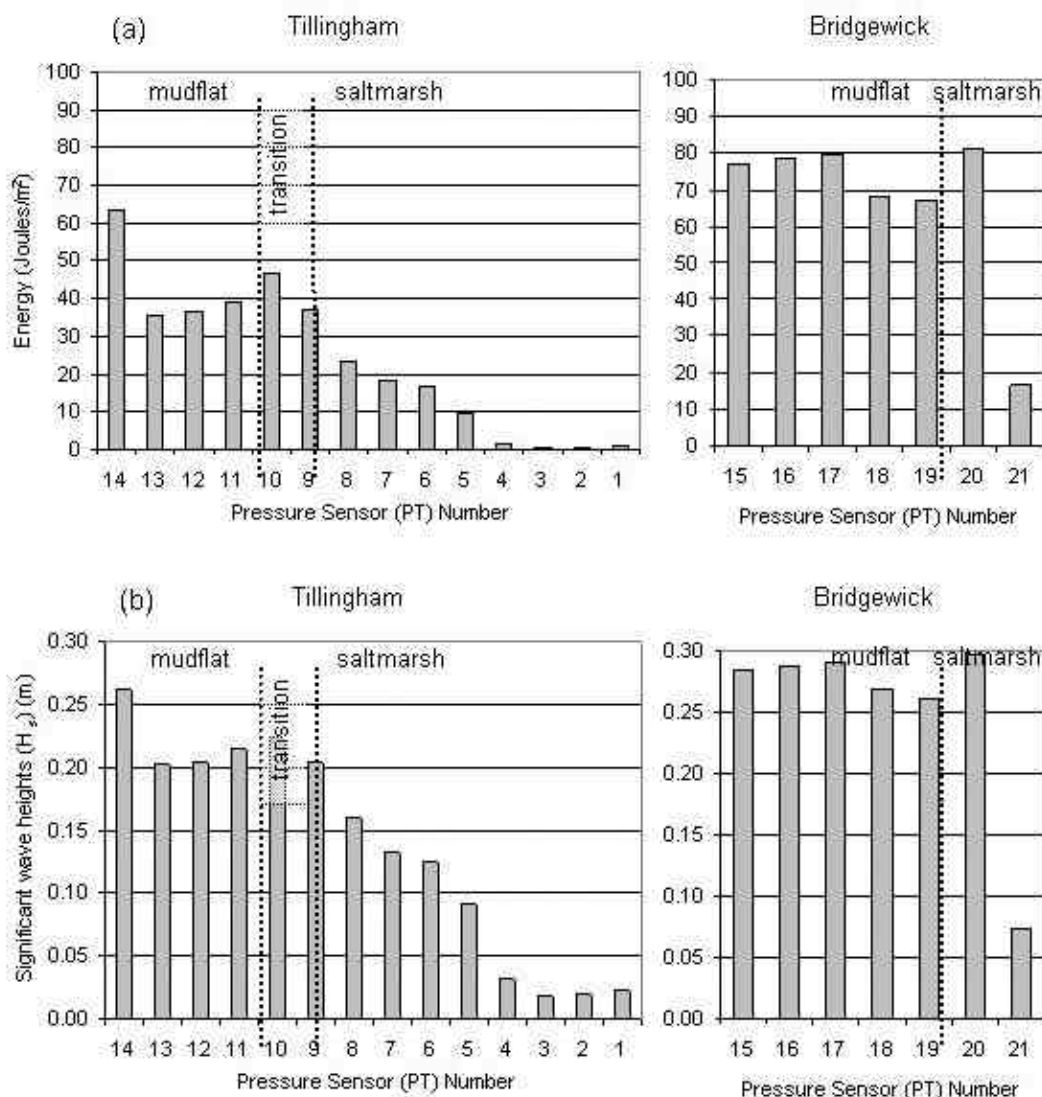 (a)
Tillingham
Bridgewick
mudflat
saltmarsh
transition
100
90
80
70
60
50
40
30
20
10
0
Energy (Joules/m²)
14 13 12 11 10 9 8 7 6 5 4 3 2 1
Pressure Sensor (PT) Number
mudflat saltmarsh
100
90
80
70
60
50
40
30
20
10
0
15 16 17 18 19 20 21
Pressure Sensor (PT) Number
(b)
Tillingham
Bridgewick
mudflat
saltmarsh
transition
0.30
0.25
0.20
0.15
0.10
0.05
0.00
Significant wave heights (H s) (m)
14 13 12 11 10 9 8 7 6 5 4 3 2 1
Pressure Sensor (PT) Number
mudflat saltmarsh
0.30
0.25
0.20
0.15
0.10
0.05
0.00
15 16 17 18 19 20 21
Pressure Sensor (PT) Number